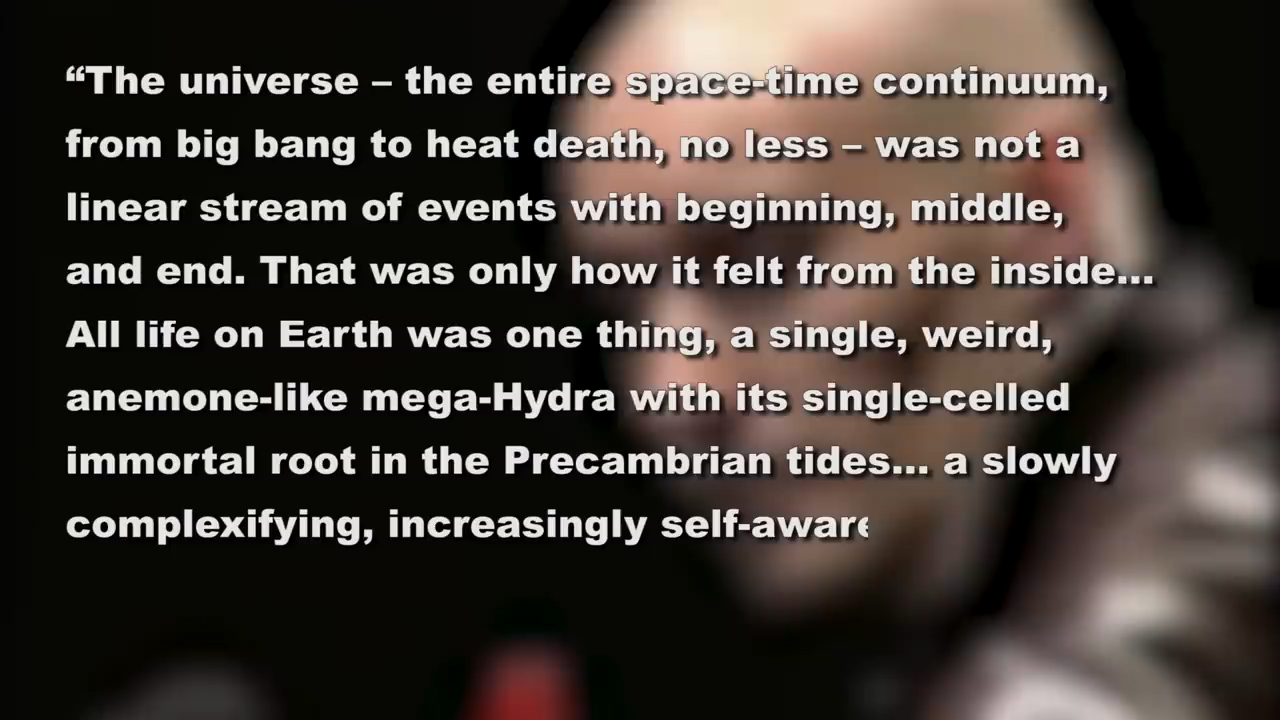 “The universe – the entire space-time continuum,
from big bang to heat death, no less – was not a
linear stream of events with beginning, middle,
and end. That was only how it felt from the inside...
All life on Earth was one thing, a single, weird,
anemone-like mega-Hydra with its single-celled
immortal root in the Precambrian tides... a slowly
complexifying, increasingly self-aware